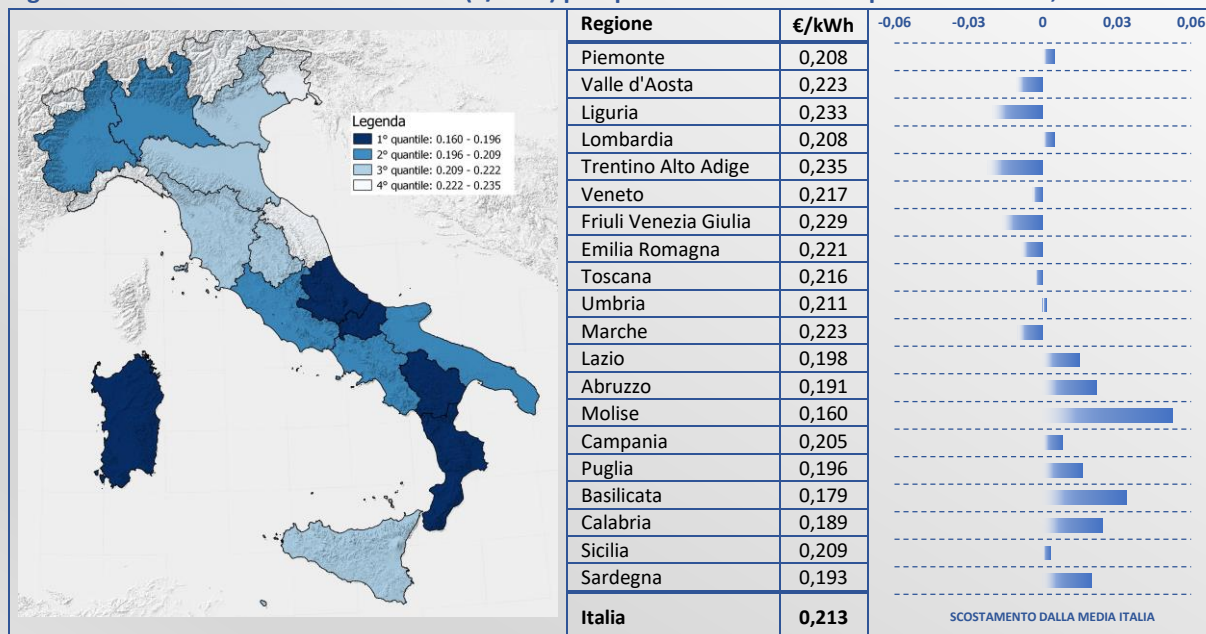 Legenda
1° quantile: 0.160 - 0.196
2° quantile: 0.196 - 0.209
3° quantile: 0.209 - 0.222
4° quantile: 0.222 - 0.235
Regione €/kWh -0,06 -0,03 0 0,03 0,06
Piemonte 0,208
Valle d'Aosta 0,223
Liguria 0,233
Lombardia 0,208
Trentino Alto Adige 0,235
Veneto 0,217
Friuli Venezia Giulia 0,229
Emilia Romagna 0,221
Toscana 0,216
Umbria 0,211
Marche 0,223
Lazio 0,198
Abruzzo 0,191
Molise 0,160
Campania 0,205
Puglia 0,196
Basilicata 0,179
Calabria 0,189
Sicilia 0,209
Sardegna 0,193
Italia 0,213 SCOSTAMENTO DALLA MEDIA ITALIA